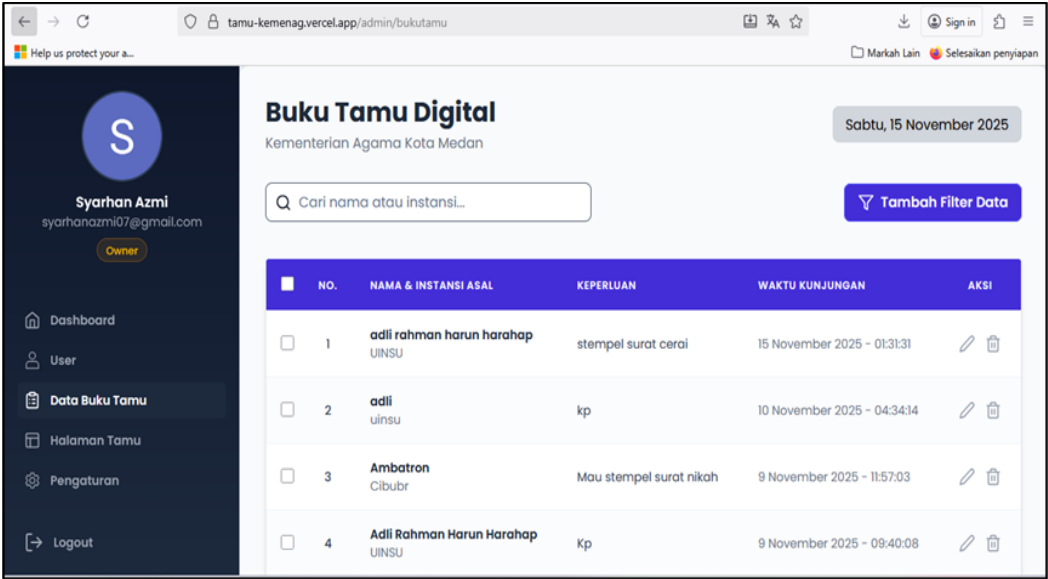 tamu-kemenag.vercel.app/admin/bukutamu
Sign in
Help us protect your a...
Markah Lain
Selesaikan penyiapan
S
Syarhan Azmi
syarhanazmi07@gmail.com
Owner
Dashboard
User
Data Buku Tamu
Halaman Tamu
Pengaturan
Logout
Buku Tamu Digital
Kementerian Agama Kota Medan
Sabtu, 15 November 2025
Cari nama atau instansi...
Tambah Filter Data
NO. NAMA & INSTANSI ASAL KEPERLUAN WAKTU KUNJUNGAN AKSI
1 adli rahman harun harahap stempel surat cerai 15 November 2025 - 01:31:31
UINSU
2 adli kp 10 November 2025 - 04:34:14
uinsu
3 Ambatron Mau stempel surat nikah 9 November 2025 - 11:57:03
Cibubr
4 Adli Rahman Harun Harahap Kp 9 November 2025 - 09:40:08
UINSU